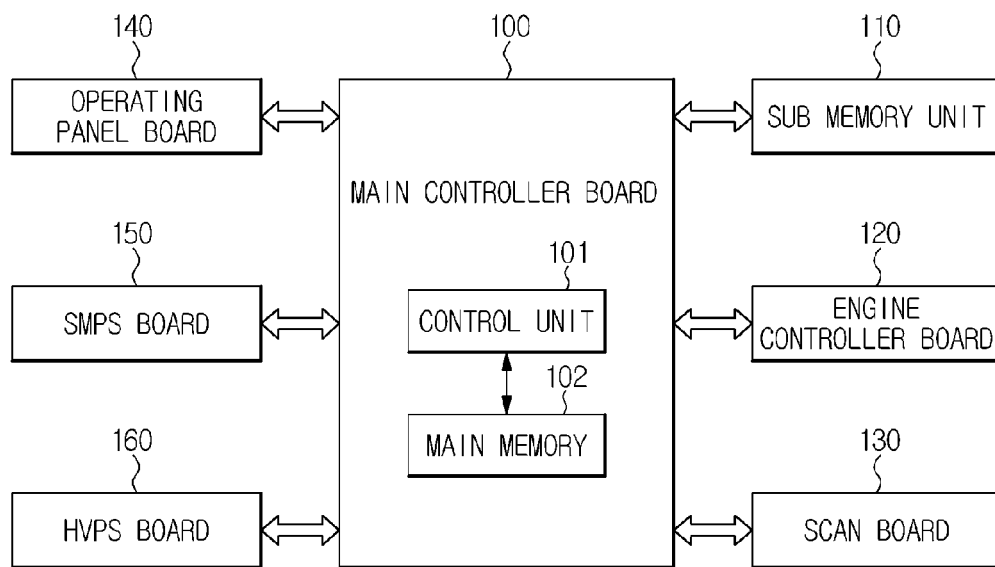 140
100
110
OPERATING
PANEL BOARD
SUB MEMORY UNIT
MAIN CONTROLLER BOARD
150
101
120
SMPS BOARD
CONTROL UNIT
ENGINE
CONTROLLER BOARD
102
MAIN MEMORY
160
130
HVPS BOARD
SCAN BOARD